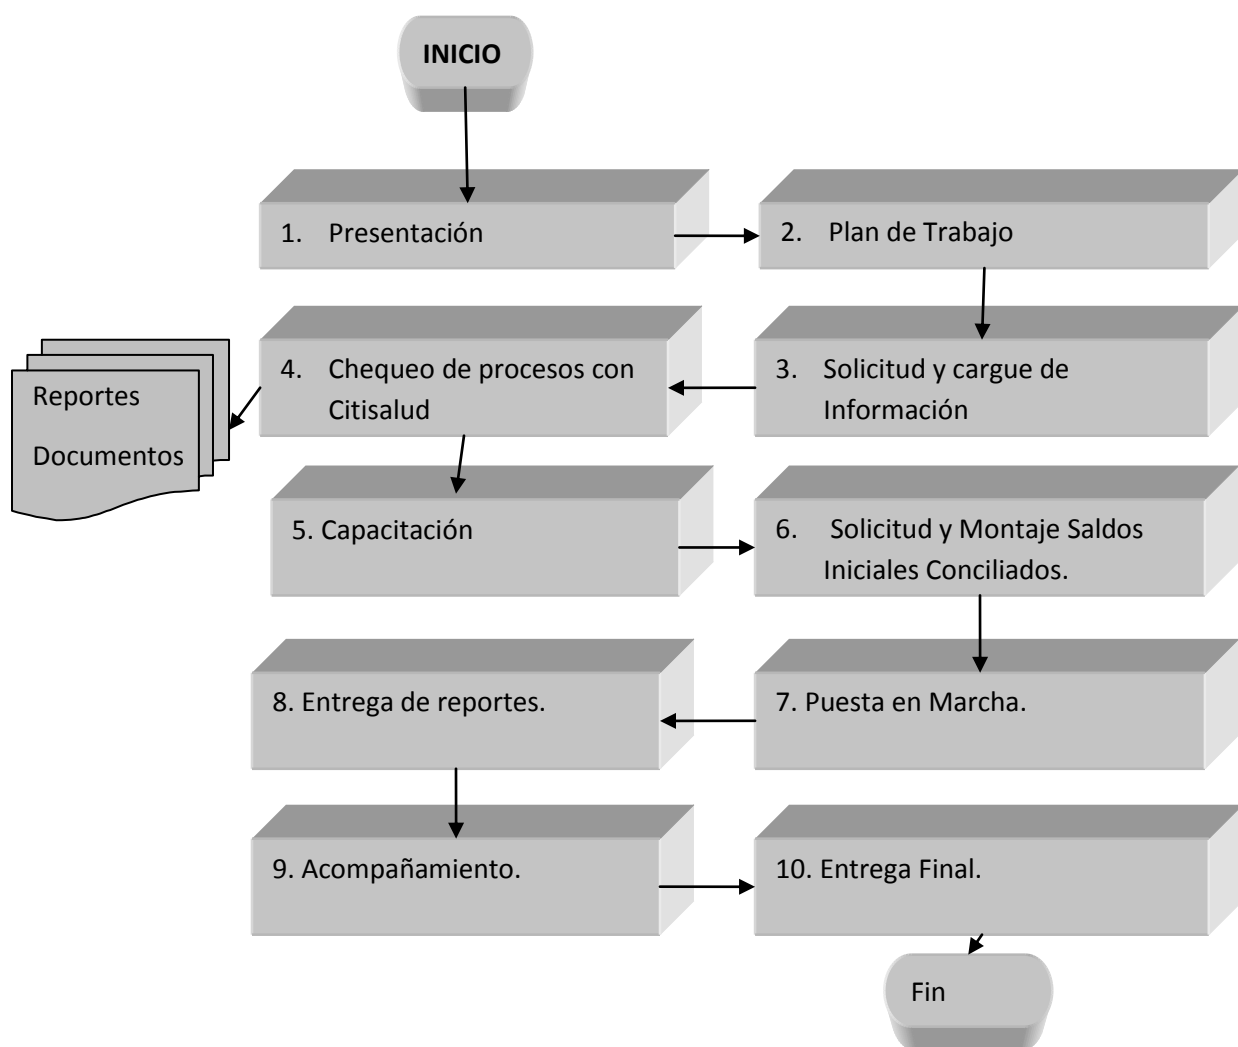 INICIO
1. Presentación
2. Plan de Trabajo
3. Solicitud y cargue de
Información
4. Chequeo de procesos con
Citisalud
Reportes
Documentos
5. Capacitación
6. Solicitud y Montaje Saldos
Iniciales Conciliados.
7. Puesta en Marcha.
8. Entrega de reportes.
9. Acompañamiento.
10. Entrega Final.
Fin